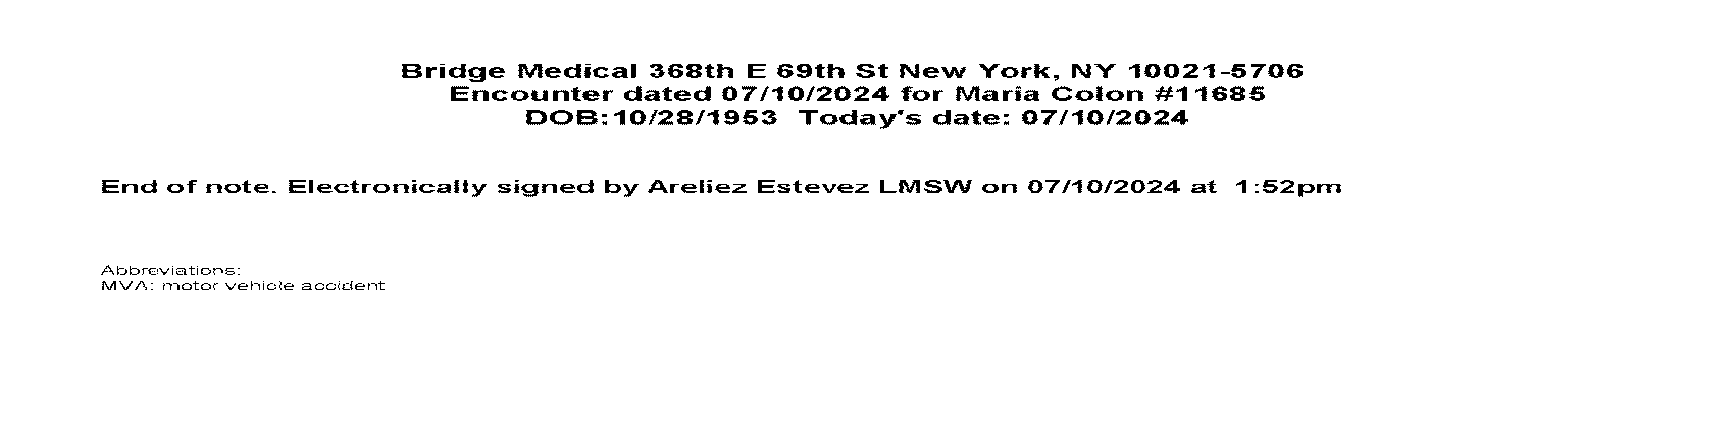 Bridge Medical 368th E 69th St New York, NY 10021-5706
Encounter dated 07/10/2024 for Maria Colon #11685
DOB:10/28/1953 Today's date: 07/10/2024
End of note. Electronically signed by Areliez Estevez LMSW on 07/10/2024 at 1:52pm
Abbreviations:
MVA: motor vehicle accident